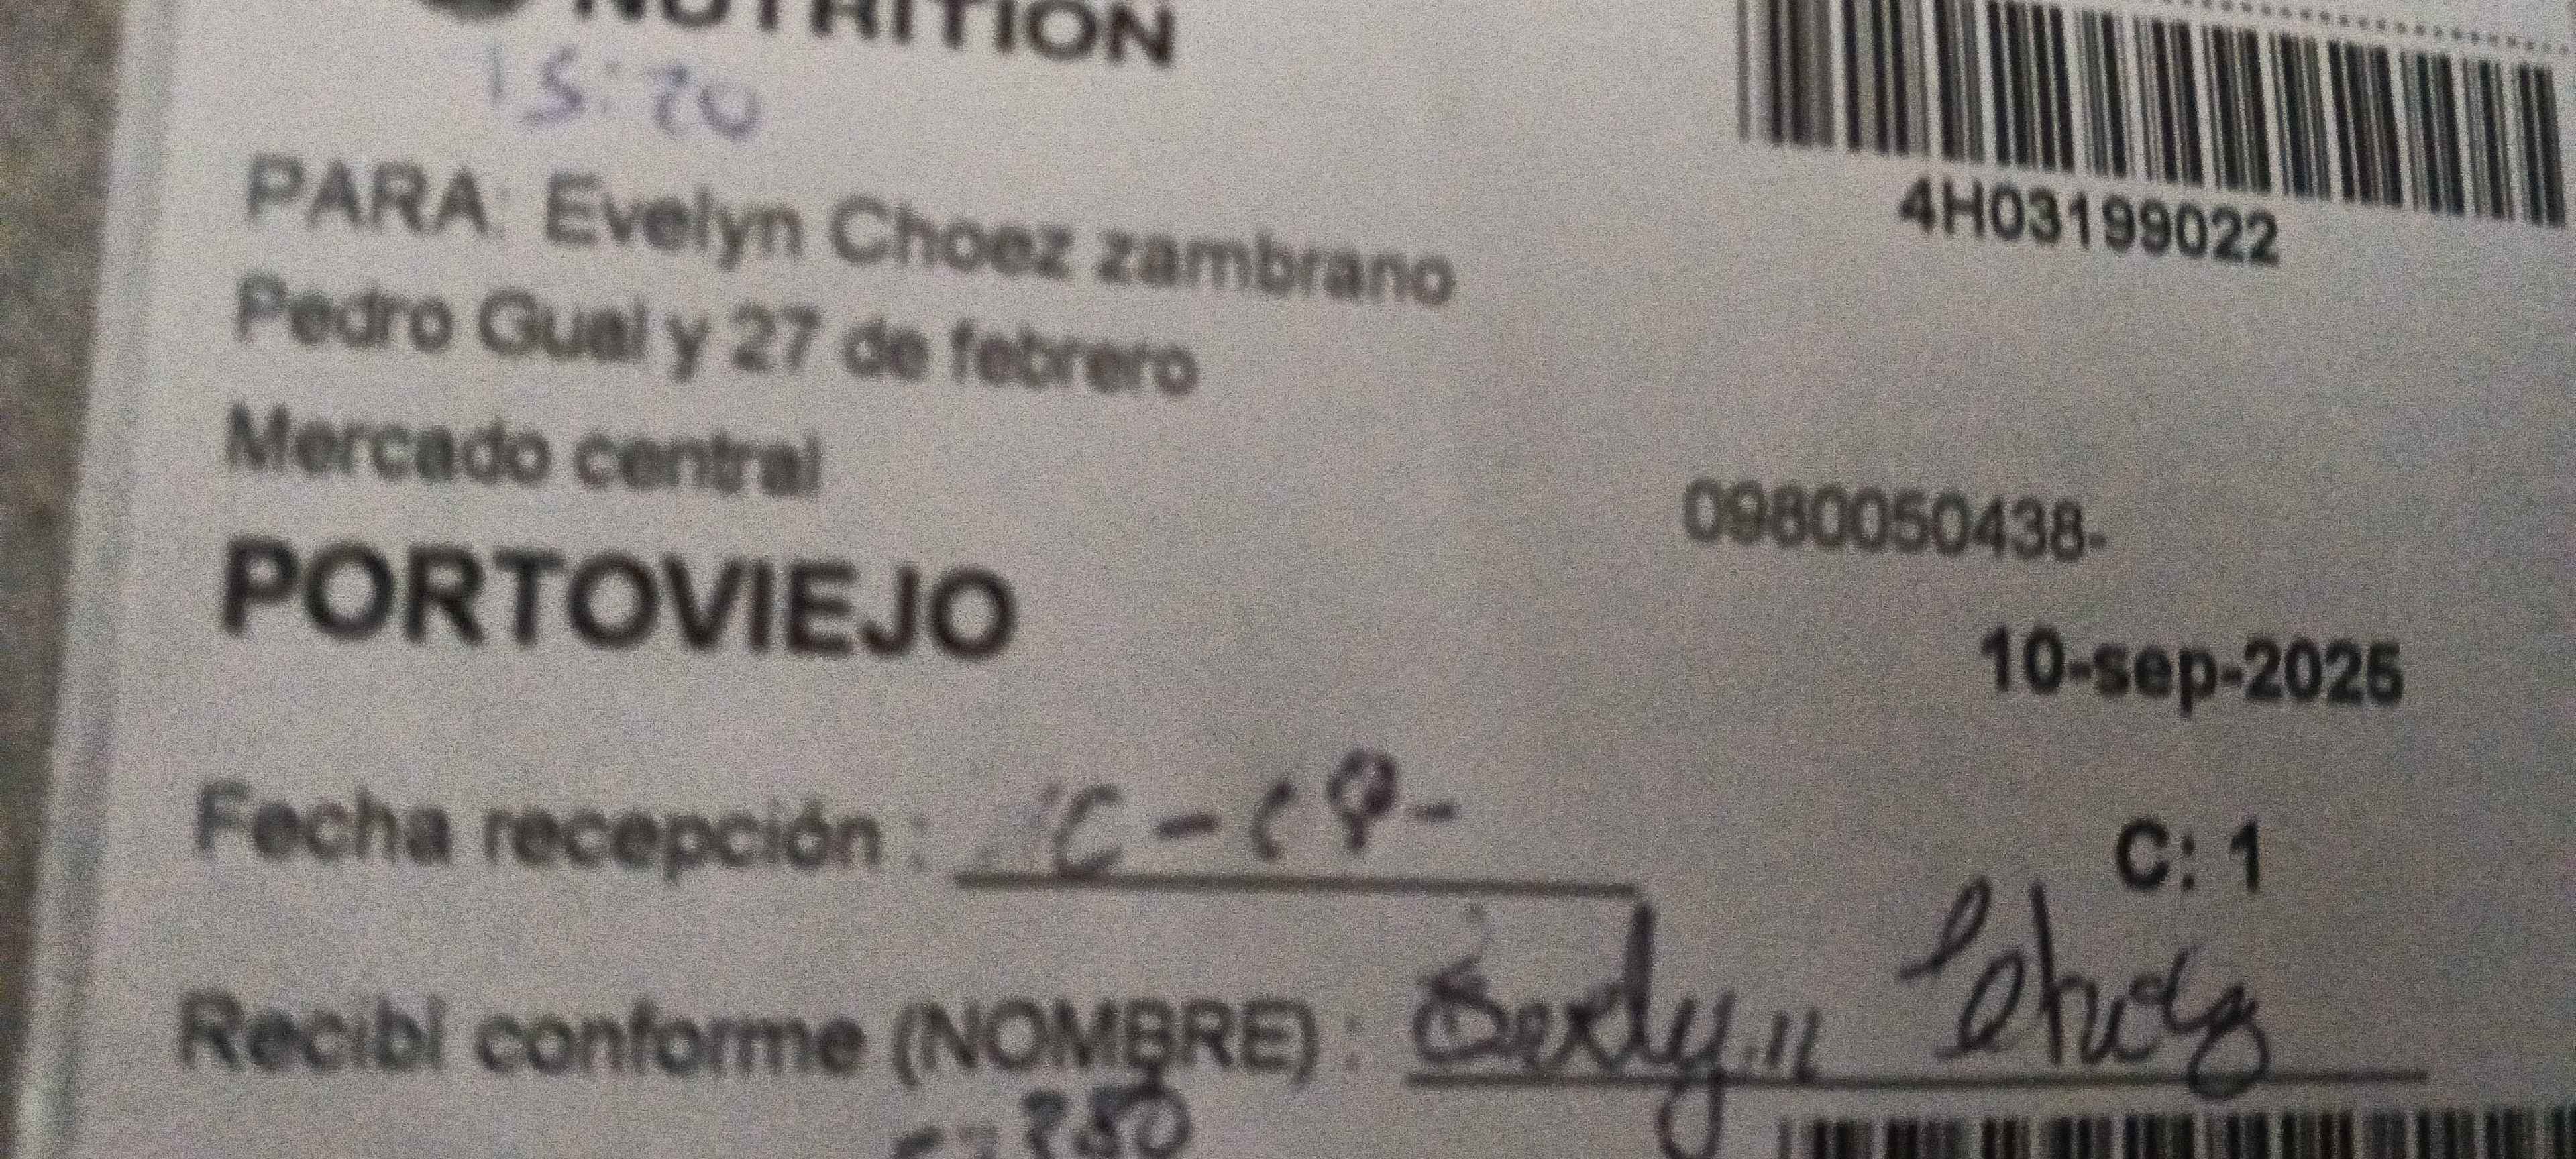 NUTRITION
15:20
4H03199022
PARA: Evelyn Choez zambrano
Pedro Gual y 27 de febrero
Mercado central
0980050438-
PORTOVIEJO
10-sep-2025
Fecha recepción :
C: 1
Recibí conforme (NOMBRE) : Choez